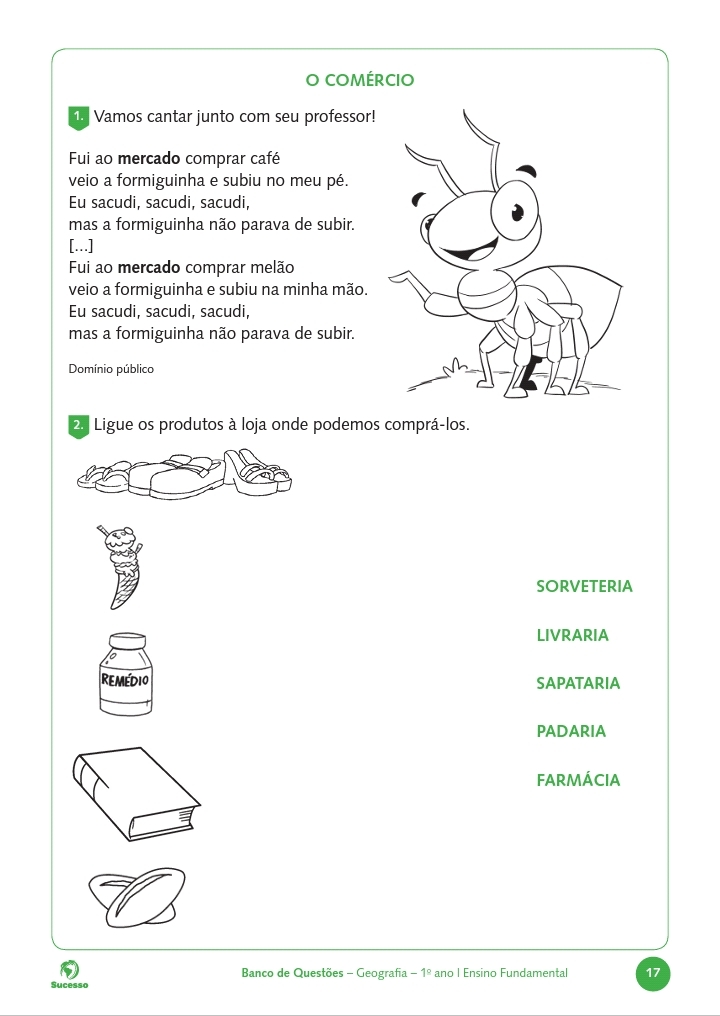 O COMÉRCIO
1. Vamos cantar junto com seu professor!
Fui ao mercado comprar café
veio a formiguinha e subiu no meu pé.
Eu sacudi, sacudi, sacudi,
mas a formiguinha não parava de subir.
[...]
Fui ao mercado comprar melão
veio a formiguinha e subiu na minha mão.
Eu sacudi, sacudi, sacudi,
mas a formiguinha não parava de subir.
Domínio público
2. Ligue os produtos à loja onde podemos comprá-los.
REMÉDIO
SORVETERIA
LIVRARIA
SAPATARIA
PADARIA
FARMÁCIA
Sucesso
Banco de Questões – Geografia – 1º ano | Ensino Fundamental
17